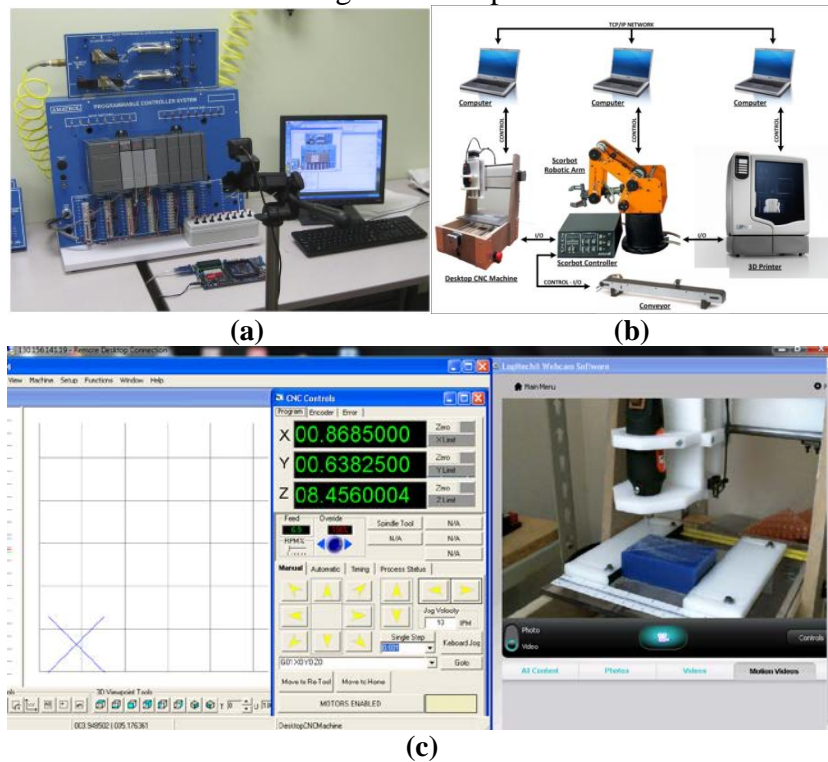 AMATROL
PROGRAMMABLE CONTROLLER SYSTEM
(a)
TCP/IP NETWORK
Computer
Computer
Computer
CONTROL
CONTROL
CONTROL
Scorbot
Robotic Arm
I/O
I/O
Desktop CNC Machine
Scorbot Controller
3D Printer
CONTROL - I/O
Conveyor
(b)
Remote Desktop Connection
View Machine Setup Functions Window Help
CNC Controls
Program Encoder Error
X 00.8685000 Zero
X Limit
Y 00.6382500 Zero
Y Limit
Z 08.4560004 Zero
Z Limit
Feed Override Spindle Tool N/A
RPM% N/A N/A
N/A
Manual Automatic Timing Process Status
Jog Velocity
10 IPM
Single Step
0.001
Keboard Jog
G01X0Y0Z0 Goto
Move to Re-Tool Move to Home
3D Viewpoint Tools
MOTORS ENABLED
003.948502 | 005.176361
DesktopCNCMachine
Logitech Webcam Software
Main Menu
Photo
Video
Controls
All Content Photos Videos Motion Videos
(c)